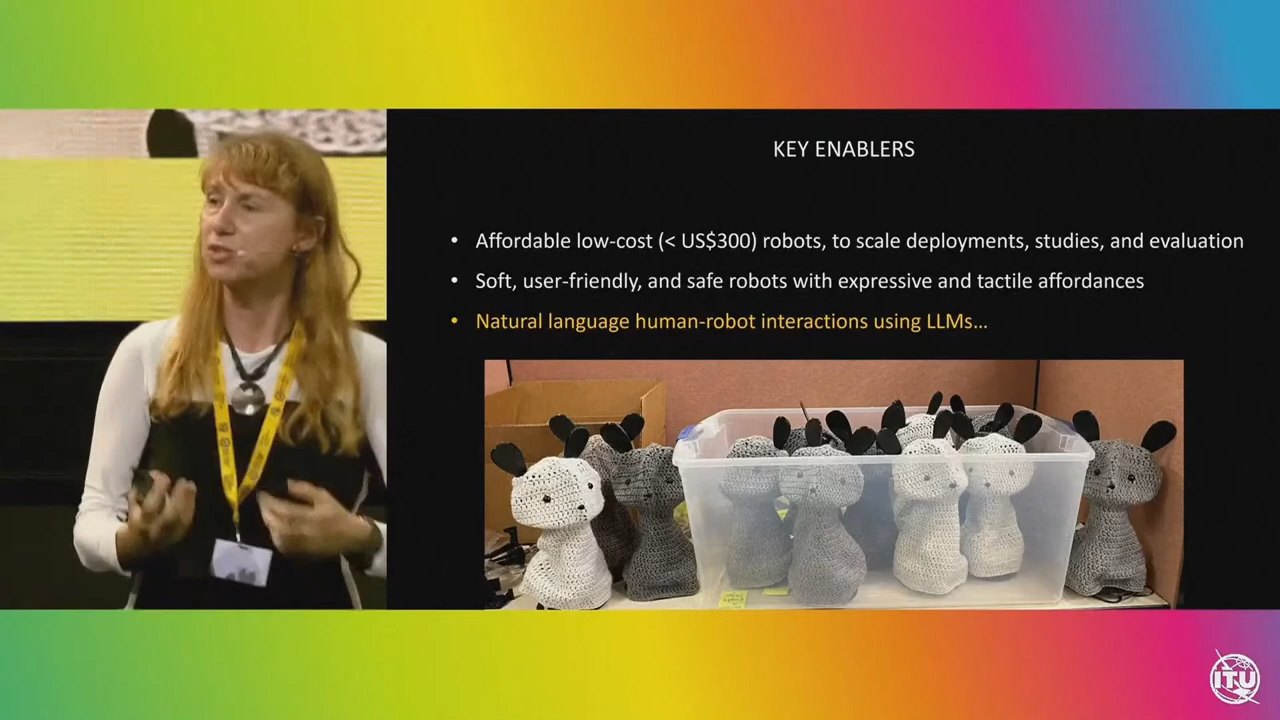 KEY ENABLERS
• Affordable low-cost (< US$300) robots, to scale deployments, studies, and evaluation
• Soft, user-friendly, and safe robots with expressive and tactile affordances
• Natural language human-robot interactions using LLMs…
ITU